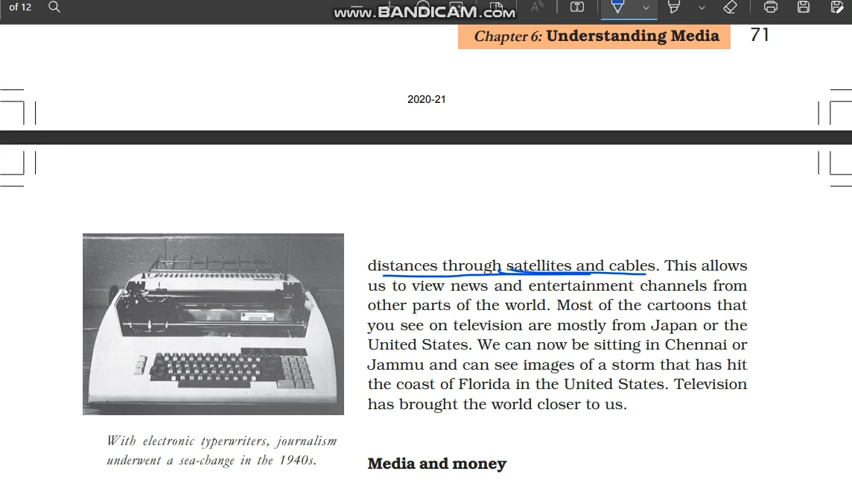 of 12
www.BANDICAM.com
Chapter 6: Understanding Media 71
2020-21
distances through satellites and cables. This allows
us to view news and entertainment channels from
other parts of the world. Most of the cartoons that
you see on television are mostly from Japan or the
United States. We can now be sitting in Chennai or
Jammu and can see images of a storm that has hit
the coast of Florida in the United States. Television
has brought the world closer to us.
With electronic typerwriters, journalism
underwent a sea-change in the 1940s.
Media and money